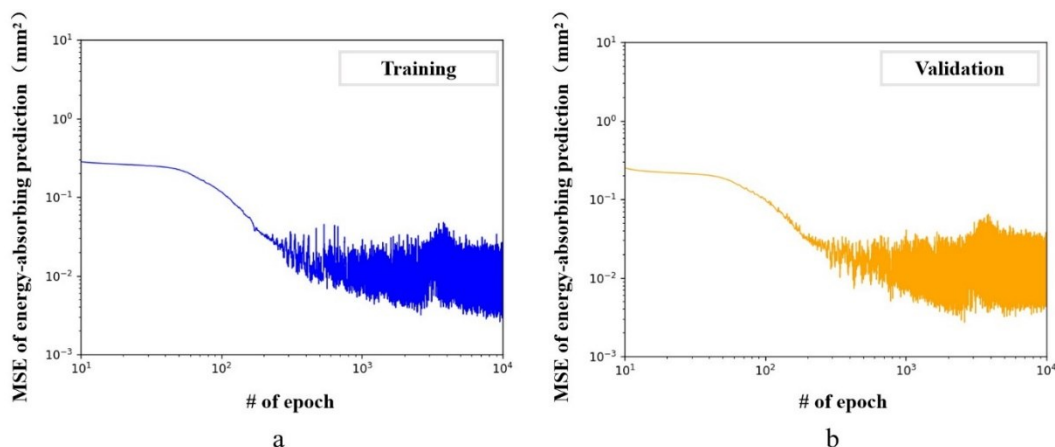 MSE of energy-absorbing prediction（mm²）
10¹
10⁰
10⁻¹
10⁻²
10⁻³
Training
10¹ 10² 10³ 10⁴
# of epoch
a
MSE of energy-absorbing prediction（mm²）
10¹
10⁰
10⁻¹
10⁻²
10⁻³
Validation
10¹ 10² 10³ 10⁴
# of epoch
b